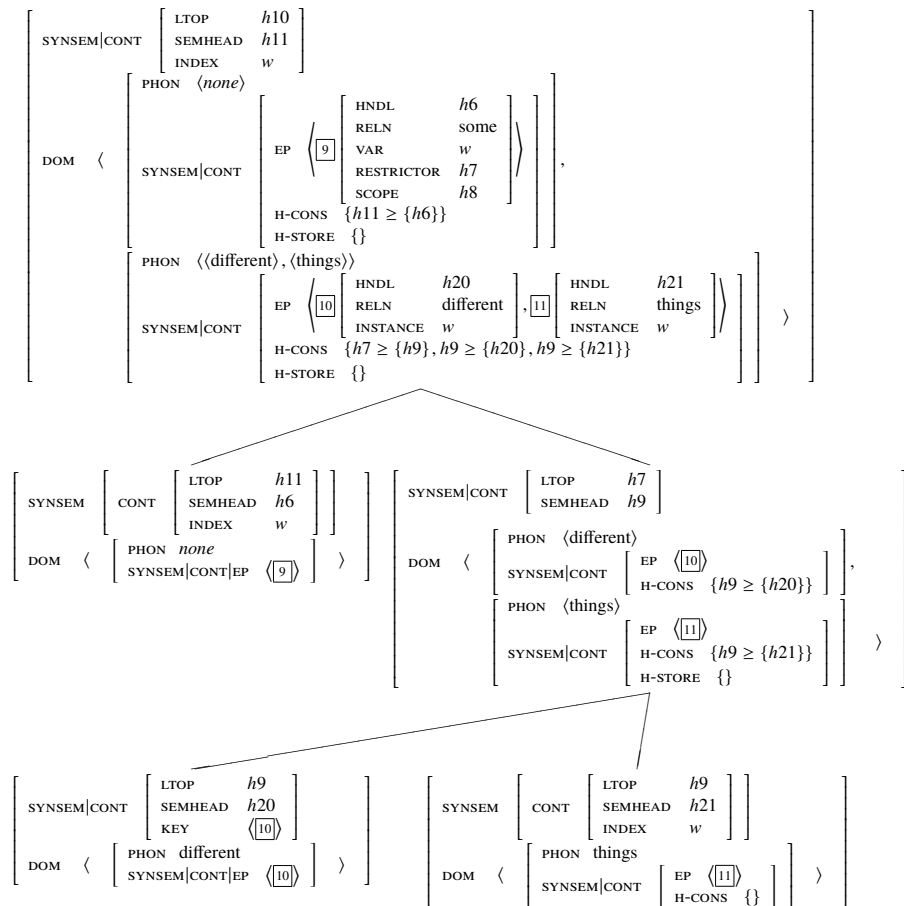 LTOP h10
SYNSEM|CONT SEMHEAD h11
INDEX w
PHON ⟨none⟩
HNDL h6
RELN some
EP ⟨ 9 VAR w ⟩
DOM ⟨ SYNSEM|CONT RESTRICTOR h7 ,
SCOPE h8
H-CONS {h11 ≥ {h6}}
H-STORE {}
PHON ⟨⟨different⟩, ⟨things⟩⟩
HNDL h20 HNDL h21
EP ⟨ 10 RELN different , 11 RELN things ⟩
SYNSEM|CONT INSTANCE w INSTANCE w ⟩
H-CONS {h7 ≥ {h9}, h9 ≥ {h20}, h9 ≥ {h21}}
H-STORE {}
LTOP h11
SYNSEM CONT SEMHEAD h6
INDEX w
DOM ⟨ PHON none ⟩
SYNSEM|CONT|EP ⟨ 9 ⟩
SYNSEM|CONT LTOP h7
SEMHEAD h9
PHON ⟨different⟩
DOM ⟨ SYNSEM|CONT EP ⟨ 10 ⟩ ,
H-CONS {h9 ≥ {h20}}
PHON ⟨things⟩
EP ⟨ 11 ⟩
SYNSEM|CONT H-CONS {h9 ≥ {h21}} ⟩
H-STORE {}
LTOP h9
SYNSEM|CONT SEMHEAD h20
KEY ⟨ 10 ⟩
DOM ⟨ PHON different ⟩
SYNSEM|CONT|EP ⟨ 10 ⟩
LTOP h9
SYNSEM CONT SEMHEAD h21
INDEX w
PHON things
DOM ⟨ SYNSEM|CONT EP ⟨ 11 ⟩ ⟩
H-CONS {}